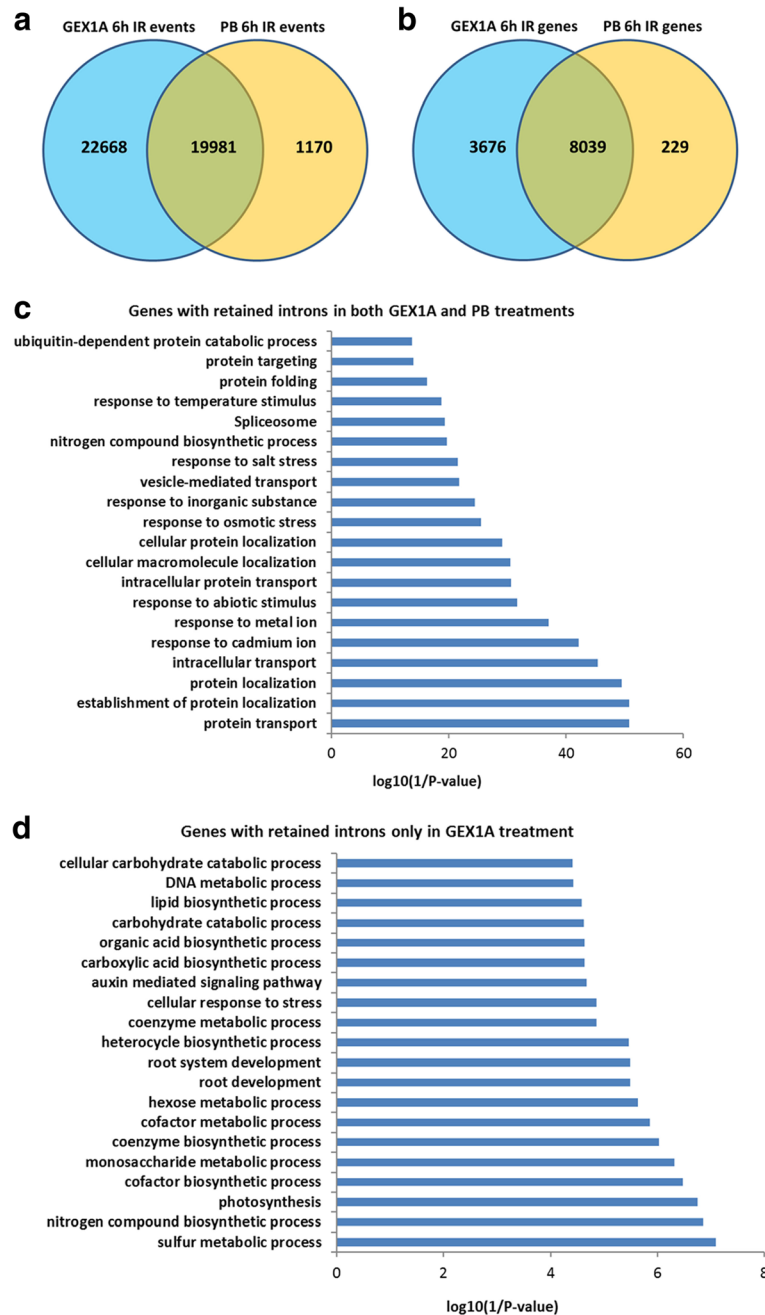 a
GEX1A 6h IR events
PB 6h IR events
22668
19981
1170
b
GEX1A 6h IR genes
PB 6h IR genes
3676
8039
229
c
Genes with retained introns in both GEX1A and PB treatments
ubiquitin-dependent protein catabolic process
protein targeting
protein folding
response to temperature stimulus
Spliceosome
nitrogen compound biosynthetic process
response to salt stress
vesicle-mediated transport
response to inorganic substance
response to osmotic stress
cellular protein localization
cellular macromolecule localization
intracellular protein transport
response to abiotic stimulus
response to metal ion
response to cadmium ion
intracellular transport
protein localization
establishment of protein localization
protein transport
0 20 40 60
log10(1/P-value)
d
Genes with retained introns only in GEX1A treatment
cellular carbohydrate catabolic process
DNA metabolic process
lipid biosynthetic process
carbohydrate catabolic process
organic acid biosynthetic process
carboxylic acid biosynthetic process
auxin mediated signaling pathway
cellular response to stress
coenzyme metabolic process
heterocycle biosynthetic process
root system development
root development
hexose metabolic process
cofactor metabolic process
coenzyme biosynthetic process
monosaccharide metabolic process
cofactor biosynthetic process
photosynthesis
nitrogen compound biosynthetic process
sulfur metabolic process
0 2 4 6 8
log10(1/P-value)